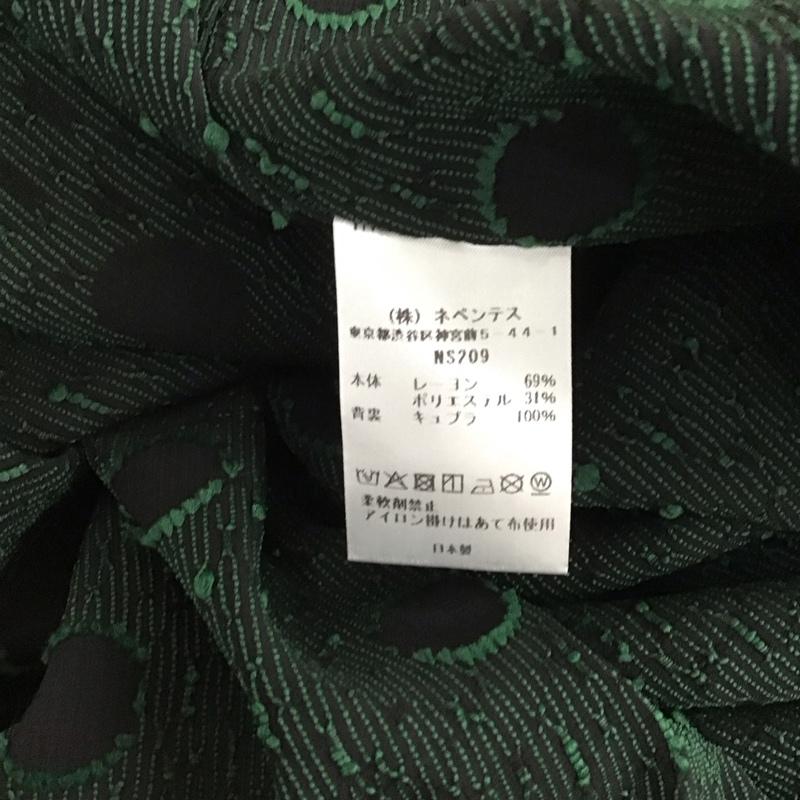 (株) ネペンテス
東京都渋谷区神宮前5-44-1
NS209
本体 レーヨン 69%
ポリエステル 31%
背裏 キュプラ 100%
柔軟剤禁止
アイロン掛けはあて布使用
日本製